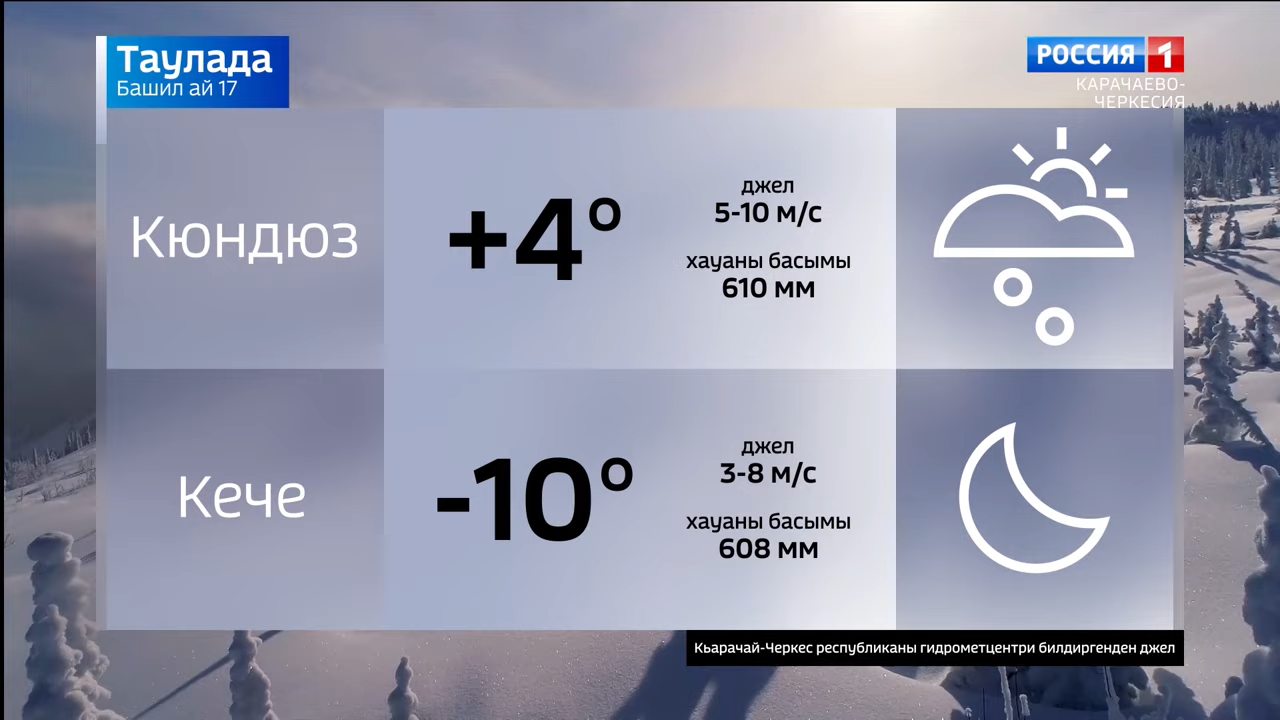 Таулада
Башил ай 17
РОССИЯ 1
КАРАЧАЕВО-
ЧЕРКЕСИЯ
Кюндюз
+4°
джел
5-10 м/с
хауаны басымы
610 мм
Кече
-10°
джел
3-8 м/с
хауаны басымы
608 мм
Кьарачай-Черкес республиканы гидрометцентри билдиргенден джел